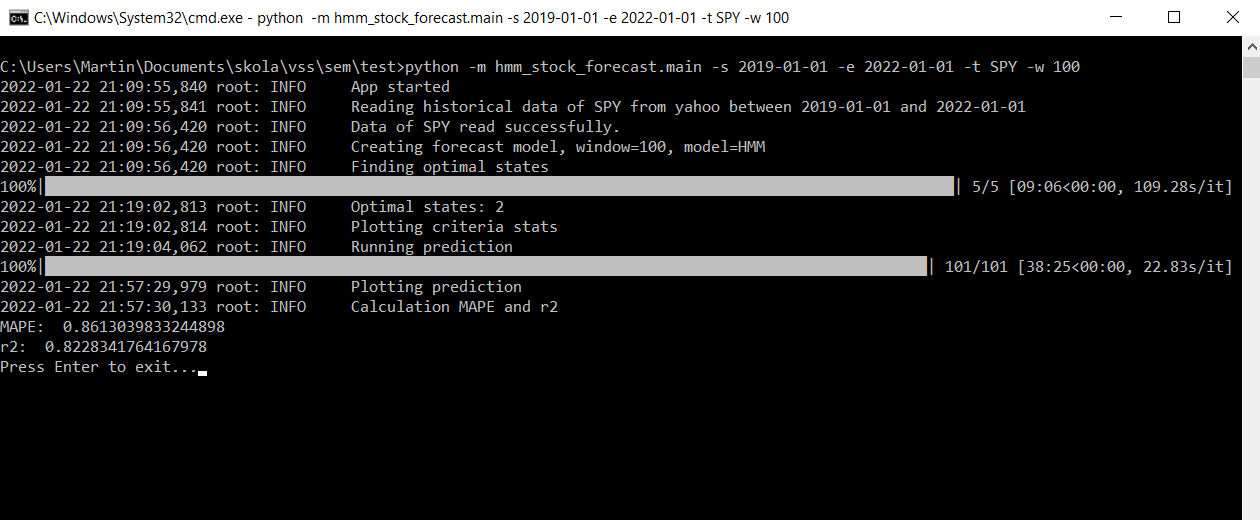 C:\Windows\System32\cmd.exe - python  -m hmm_stock_forecast.main -s 2019-01-01 -e 2022-01-01 -t SPY -w 100
C:\Users\Martin\Documents\skola\vss\sem\test>python -m hmm_stock_forecast.main -s 2019-01-01 -e 2022-01-01 -t SPY -w 100
2022-01-22 21:09:55,840 root: INFO     App started
2022-01-22 21:09:55,841 root: INFO     Reading historical data of SPY from yahoo between 2019-01-01 and 2022-01-01
2022-01-22 21:09:56,420 root: INFO     Data of SPY read successfully.
2022-01-22 21:09:56,420 root: INFO     Creating forecast model, window=100, model=HMM
2022-01-22 21:09:56,420 root: INFO     Finding optimal states
100%| | 5/5 [09:06<00:00, 109.28s/it]
2022-01-22 21:19:02,813 root: INFO     Optimal states: 2
2022-01-22 21:19:02,814 root: INFO     Plotting criteria stats
2022-01-22 21:19:04,062 root: INFO     Running prediction
100%| | 101/101 [38:25<00:00, 22.83s/it]
2022-01-22 21:57:29,979 root: INFO     Plotting prediction
2022-01-22 21:57:30,133 root: INFO     Calculation MAPE and r2
MAPE:  0.8613039833244898
r2:  0.8228341764167978
Press Enter to exit...